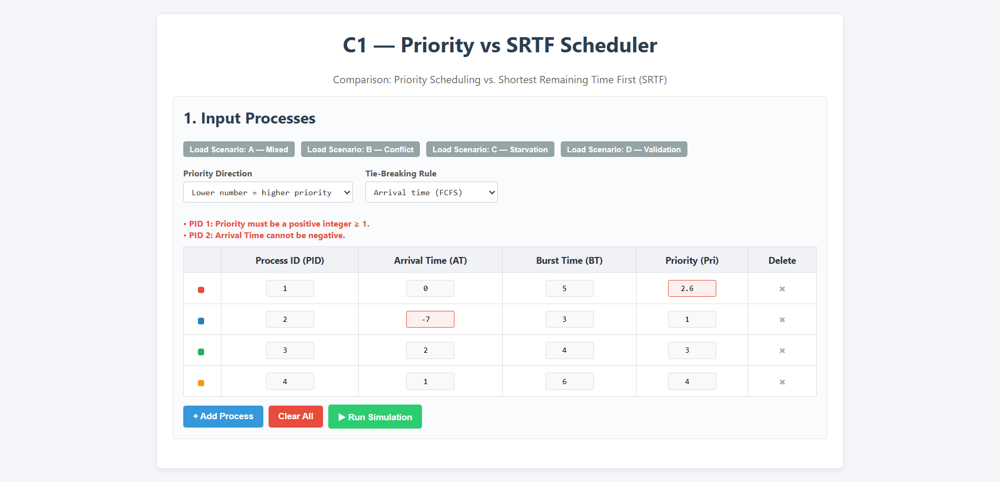 C1 — Priority vs SRTF Scheduler
Comparison: Priority Scheduling vs. Shortest Remaining Time First (SRTF)
1. Input Processes
Load Scenario: A — Mixed Load Scenario: B — Conflict Load Scenario: C — Starvation Load Scenario: D — Validation
Priority Direction Tie-Breaking Rule
Lower number = higher priority Arrival time (FCFS)
• PID 1: Priority must be a positive integer ≥ 1.
• PID 2: Arrival Time cannot be negative.
Process ID (PID) Arrival Time (AT) Burst Time (BT) Priority (Pri) Delete
1 0 5 2.6 ×
2 -7 3 1 ×
3 2 4 3 ×
4 1 6 4 ×
+ Add Process Clear All ▶ Run Simulation